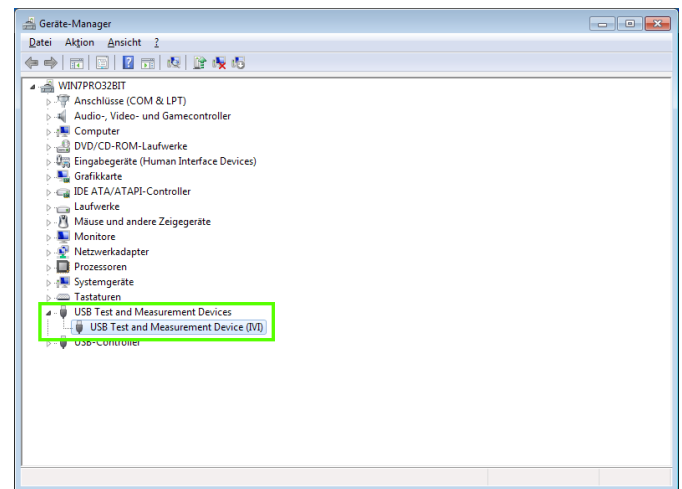 Geräte-Manager
Datei Aktion Ansicht ?
WIN7PRO32BIT
Anschlüsse (COM & LPT)
Audio-, Video- und Gamecontroller
Computer
DVD/CD-ROM-Laufwerke
Eingabegeräte (Human Interface Devices)
Grafikkarte
IDE ATA/ATAPI-Controller
Laufwerke
Mäuse und andere Zeigegeräte
Monitore
Netzwerkadapter
Prozessoren
Systemgeräte
Tastaturen
USB Test and Measurement Devices
USB Test and Measurement Device (IVI)
USB-Controller